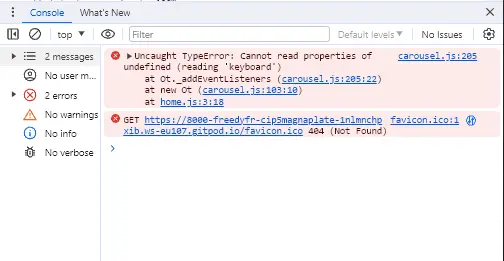 Console What's New
top Filter Default levels No Issues
2 messages
No user m...
2 errors
No warnings
No info
No verbose
Uncaught TypeError: Cannot read properties of carousel.js:205
undefined (reading 'keyboard')
at Ot._addEventListeners (carousel.js:205:22)
at new Ot (carousel.js:103:10)
at home.js:3:18
GET https://8000-freedyfr-cip5magnaplate-1nlmnchp favicon.ico:1
xib.ws-eu107.gitpod.io/favicon.ico 404 (Not Found)